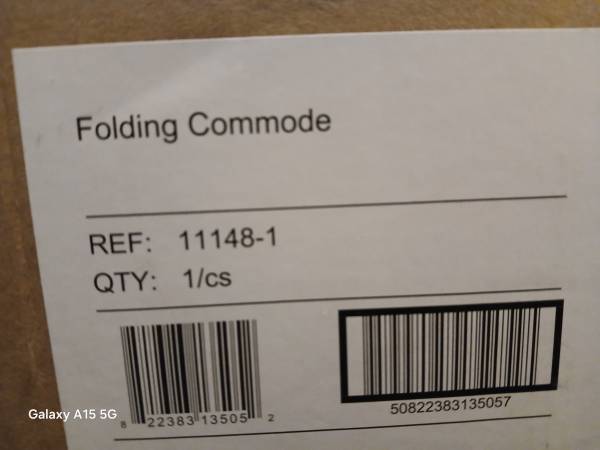 Folding Commode
REF: 11148-1
QTY: 1/cs
8 22383 13505 2
50822383135057
Galaxy A15 5G